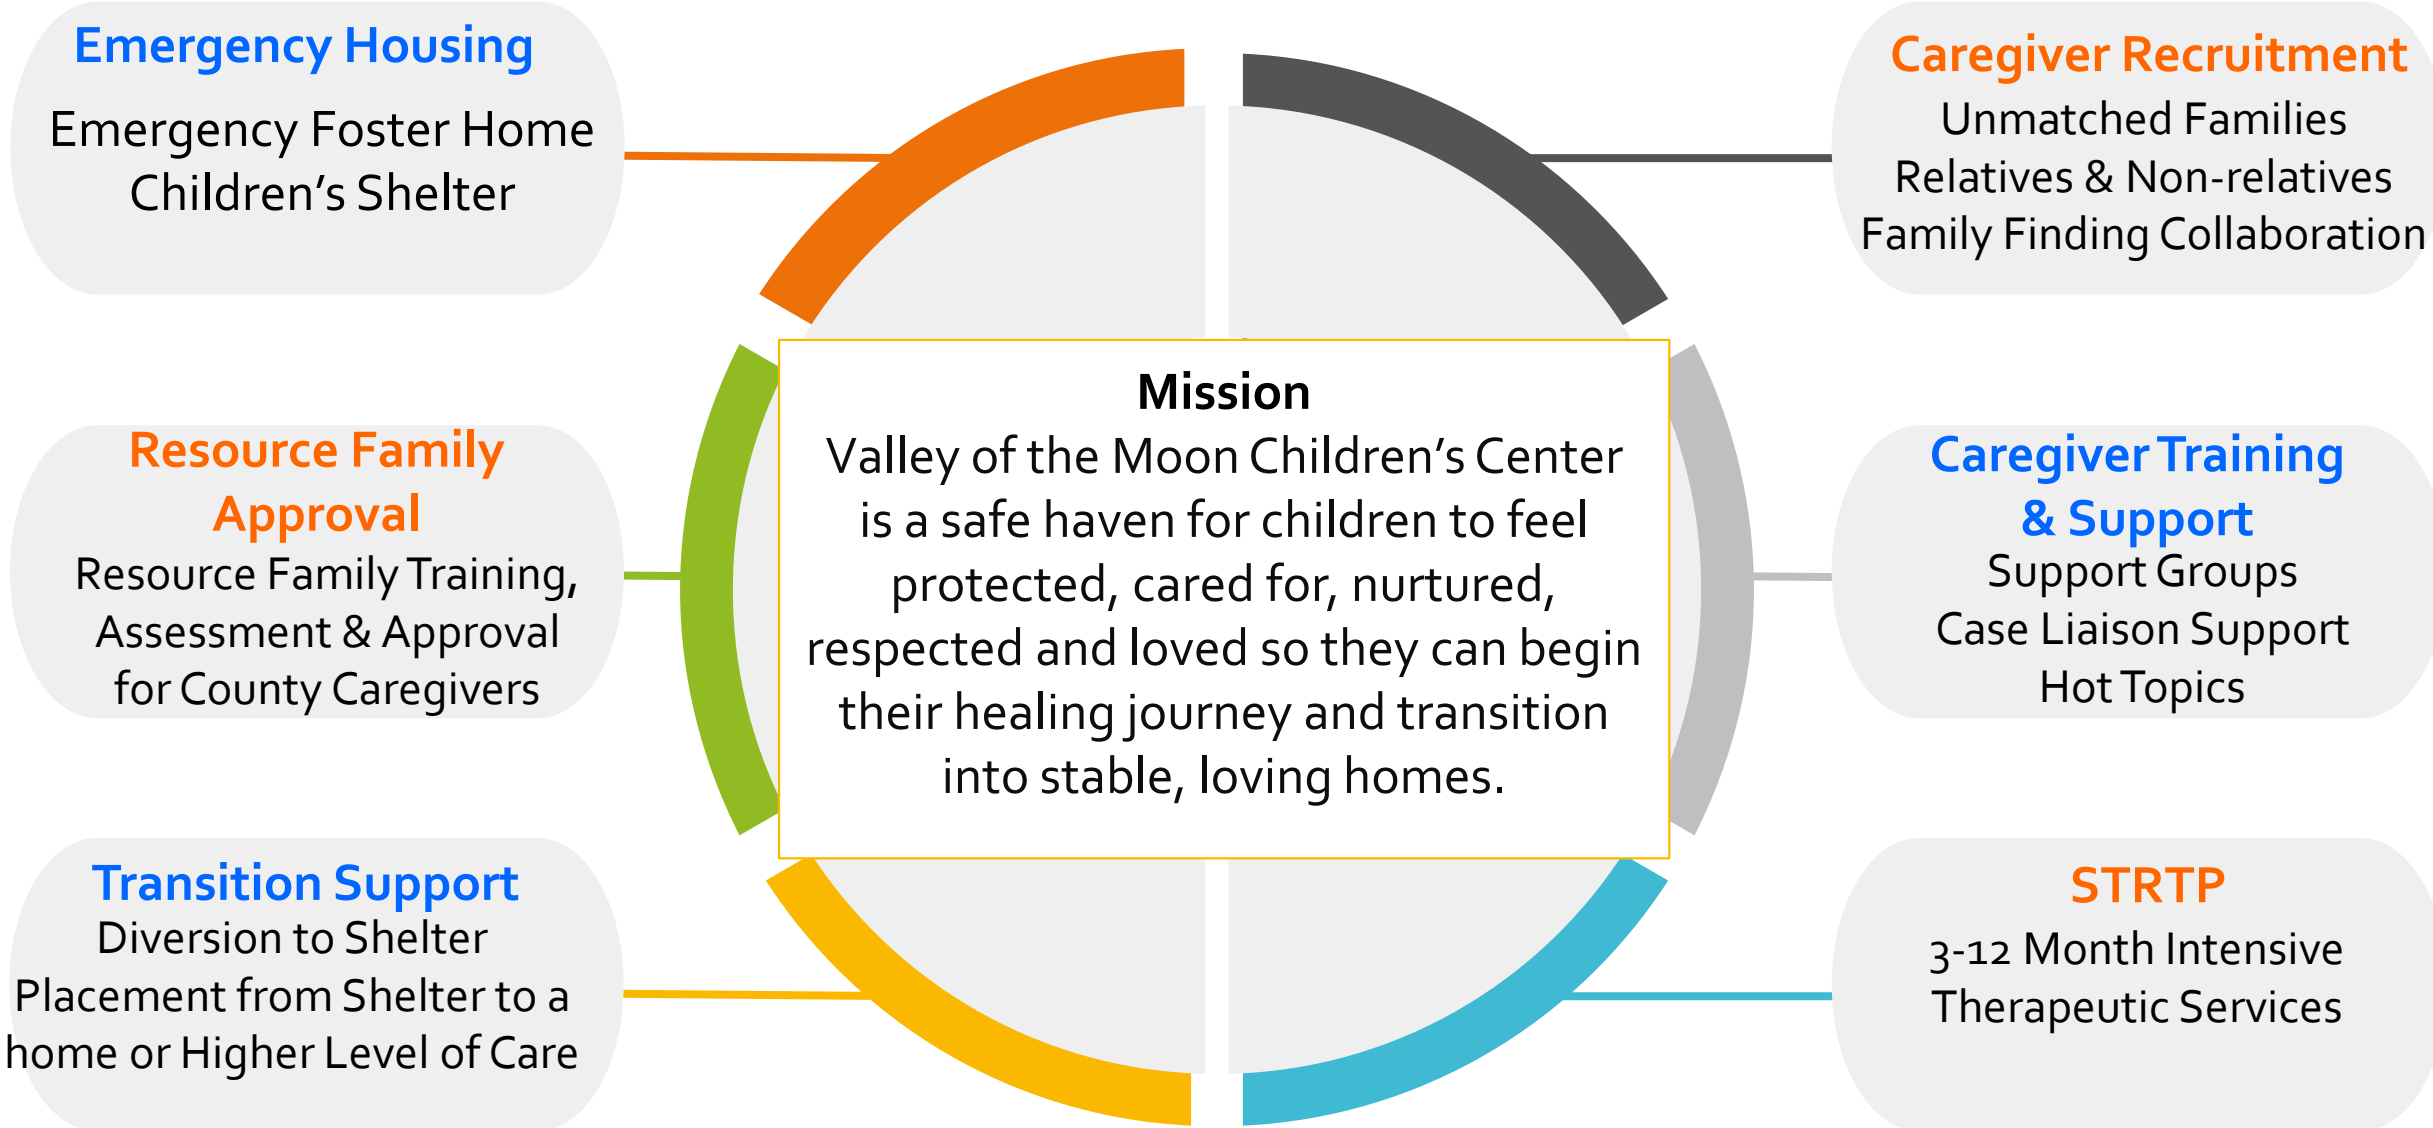 Emergency Housing
Emergency Foster Home
Children’s Shelter
Resource Family
Approval
Resource Family Training,
Assessment & Approval
for County Caregivers
Transition Support
Diversion to Shelter
Placement from Shelter to a
home or Higher Level of Care
Mission
Valley of the Moon Children’s Center
is a safe haven for children to feel
protected, cared for, nurtured,
respected and loved so they can begin
their healing journey and transition
into stable, loving homes.
Caregiver Recruitment
Unmatched Families
Relatives & Non-relatives
Family Finding Collaboration
Caregiver Training
& Support
Support Groups
Case Liaison Support
Hot Topics
STRTP
3-12 Month Intensive
Therapeutic Services